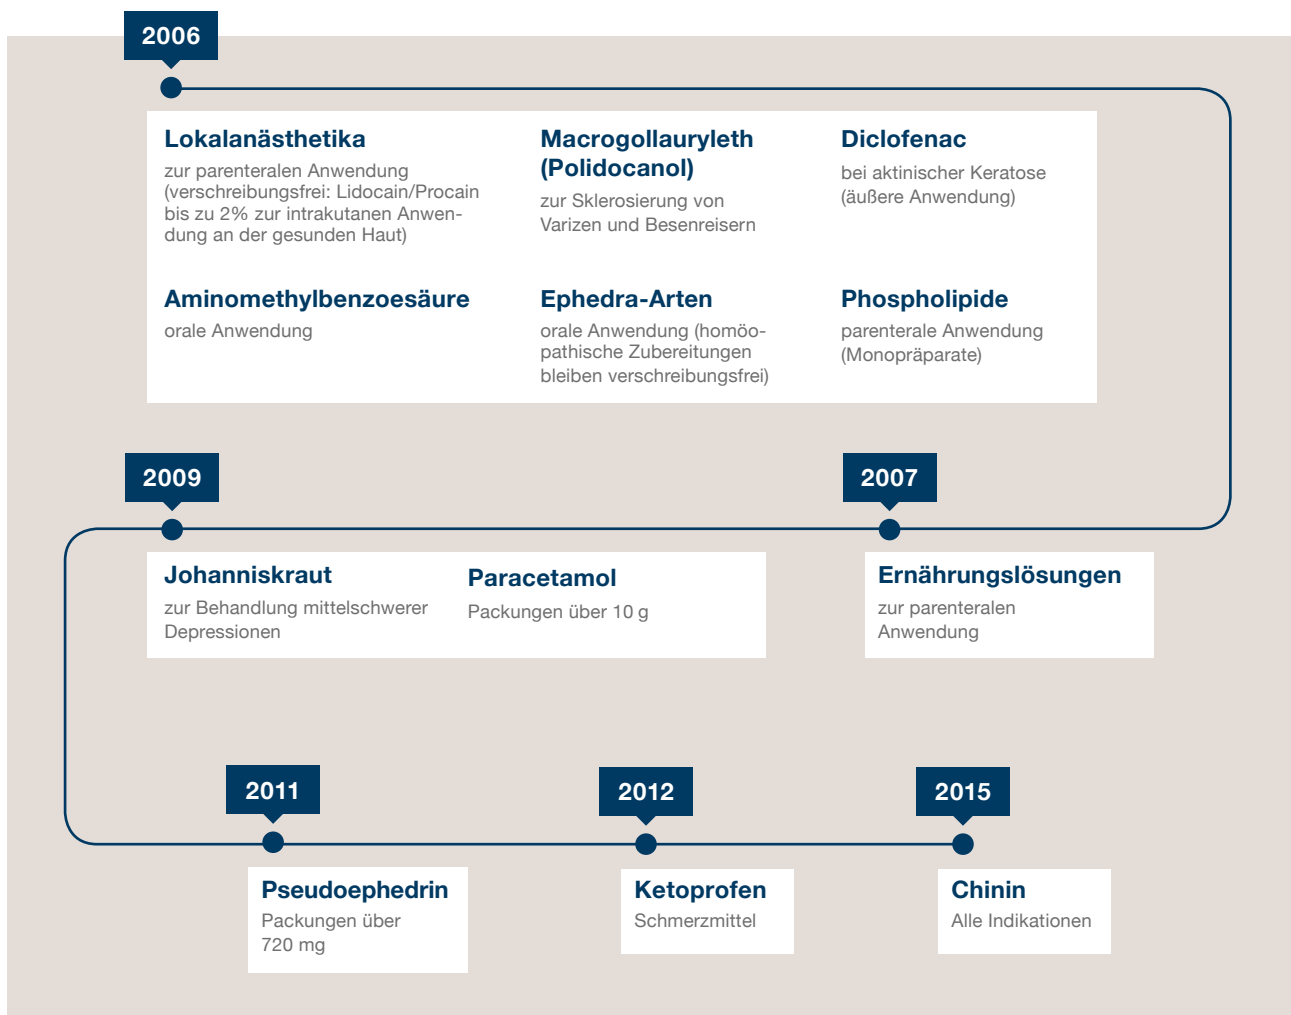 2006
Lokalanästhetika
zur parenteralen Anwendung
(verschreibungsfrei: Lidocain/Procain
bis zu 2% zur intrakutanen Anwen-
dung an der gesunden Haut)
Macrogollauryleth
(Polidocanol)
zur Sklerosierung von
Varizen und Besenreisern
Diclofenac
bei aktinischer Keratose
(äußere Anwendung)
Aminomethylbenzoesäure
orale Anwendung
Ephedra-Arten
orale Anwendung (homöo-
pathische Zubereitungen
bleiben verschreibungsfrei)
Phospholipide
parenterale Anwendung
(Monopräparate)
2009
Johanniskraut
zur Behandlung mittelschwerer
Depressionen
Paracetamol
Packungen über 10 g
2007
Ernährungslösungen
zur parenteralen
Anwendung
2011
Pseudoephedrin
Packungen über
720 mg
2012
Ketoprofen
Schmerzmittel
2015
Chinin
Alle Indikationen